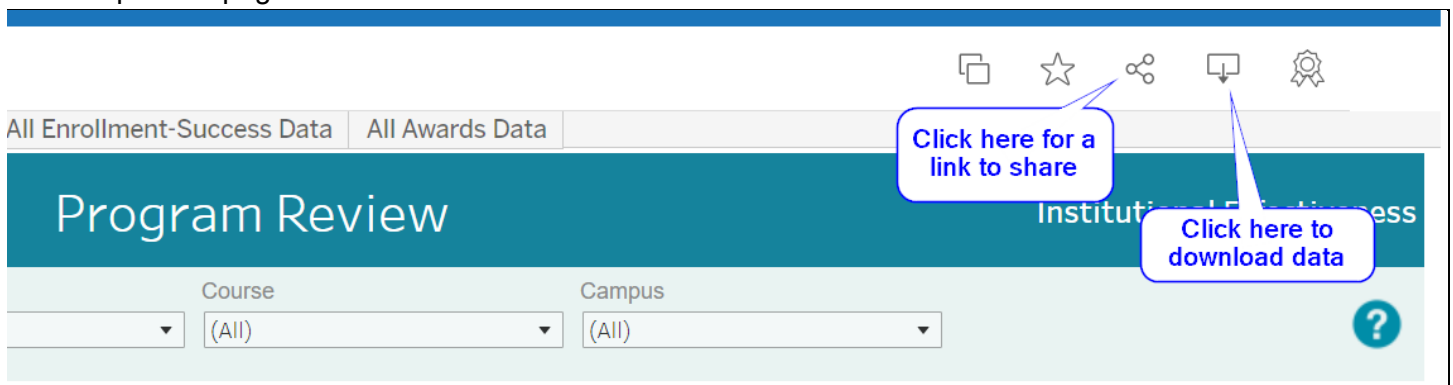 All Enrollment-Success Data All Awards Data
Click here for a
link to share
Program Review
Click here to
download data
Course Campus
(All) (All)
?